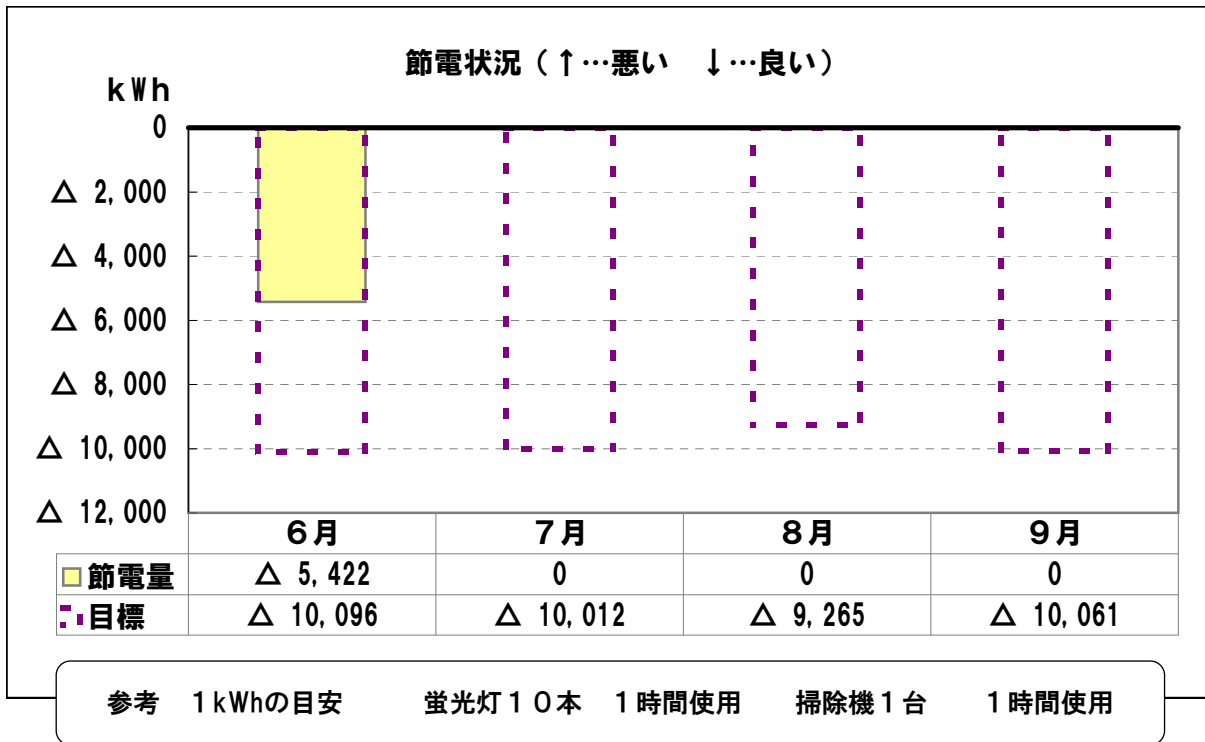 節電状況（↑…悪い　↓…良い）
ｋＷｈ
0
△ 2,000
△ 4,000
△ 6,000
△ 8,000
△ 10,000
△ 12,000
６月　７月　８月　９月
節電量　△ 5,422　0　0　0
目標　△ 10,096　△ 10,012　△ 9,265　△ 10,061
参考　１kWhの目安　蛍光灯１０本　１時間使用　掃除機１台　１時間使用